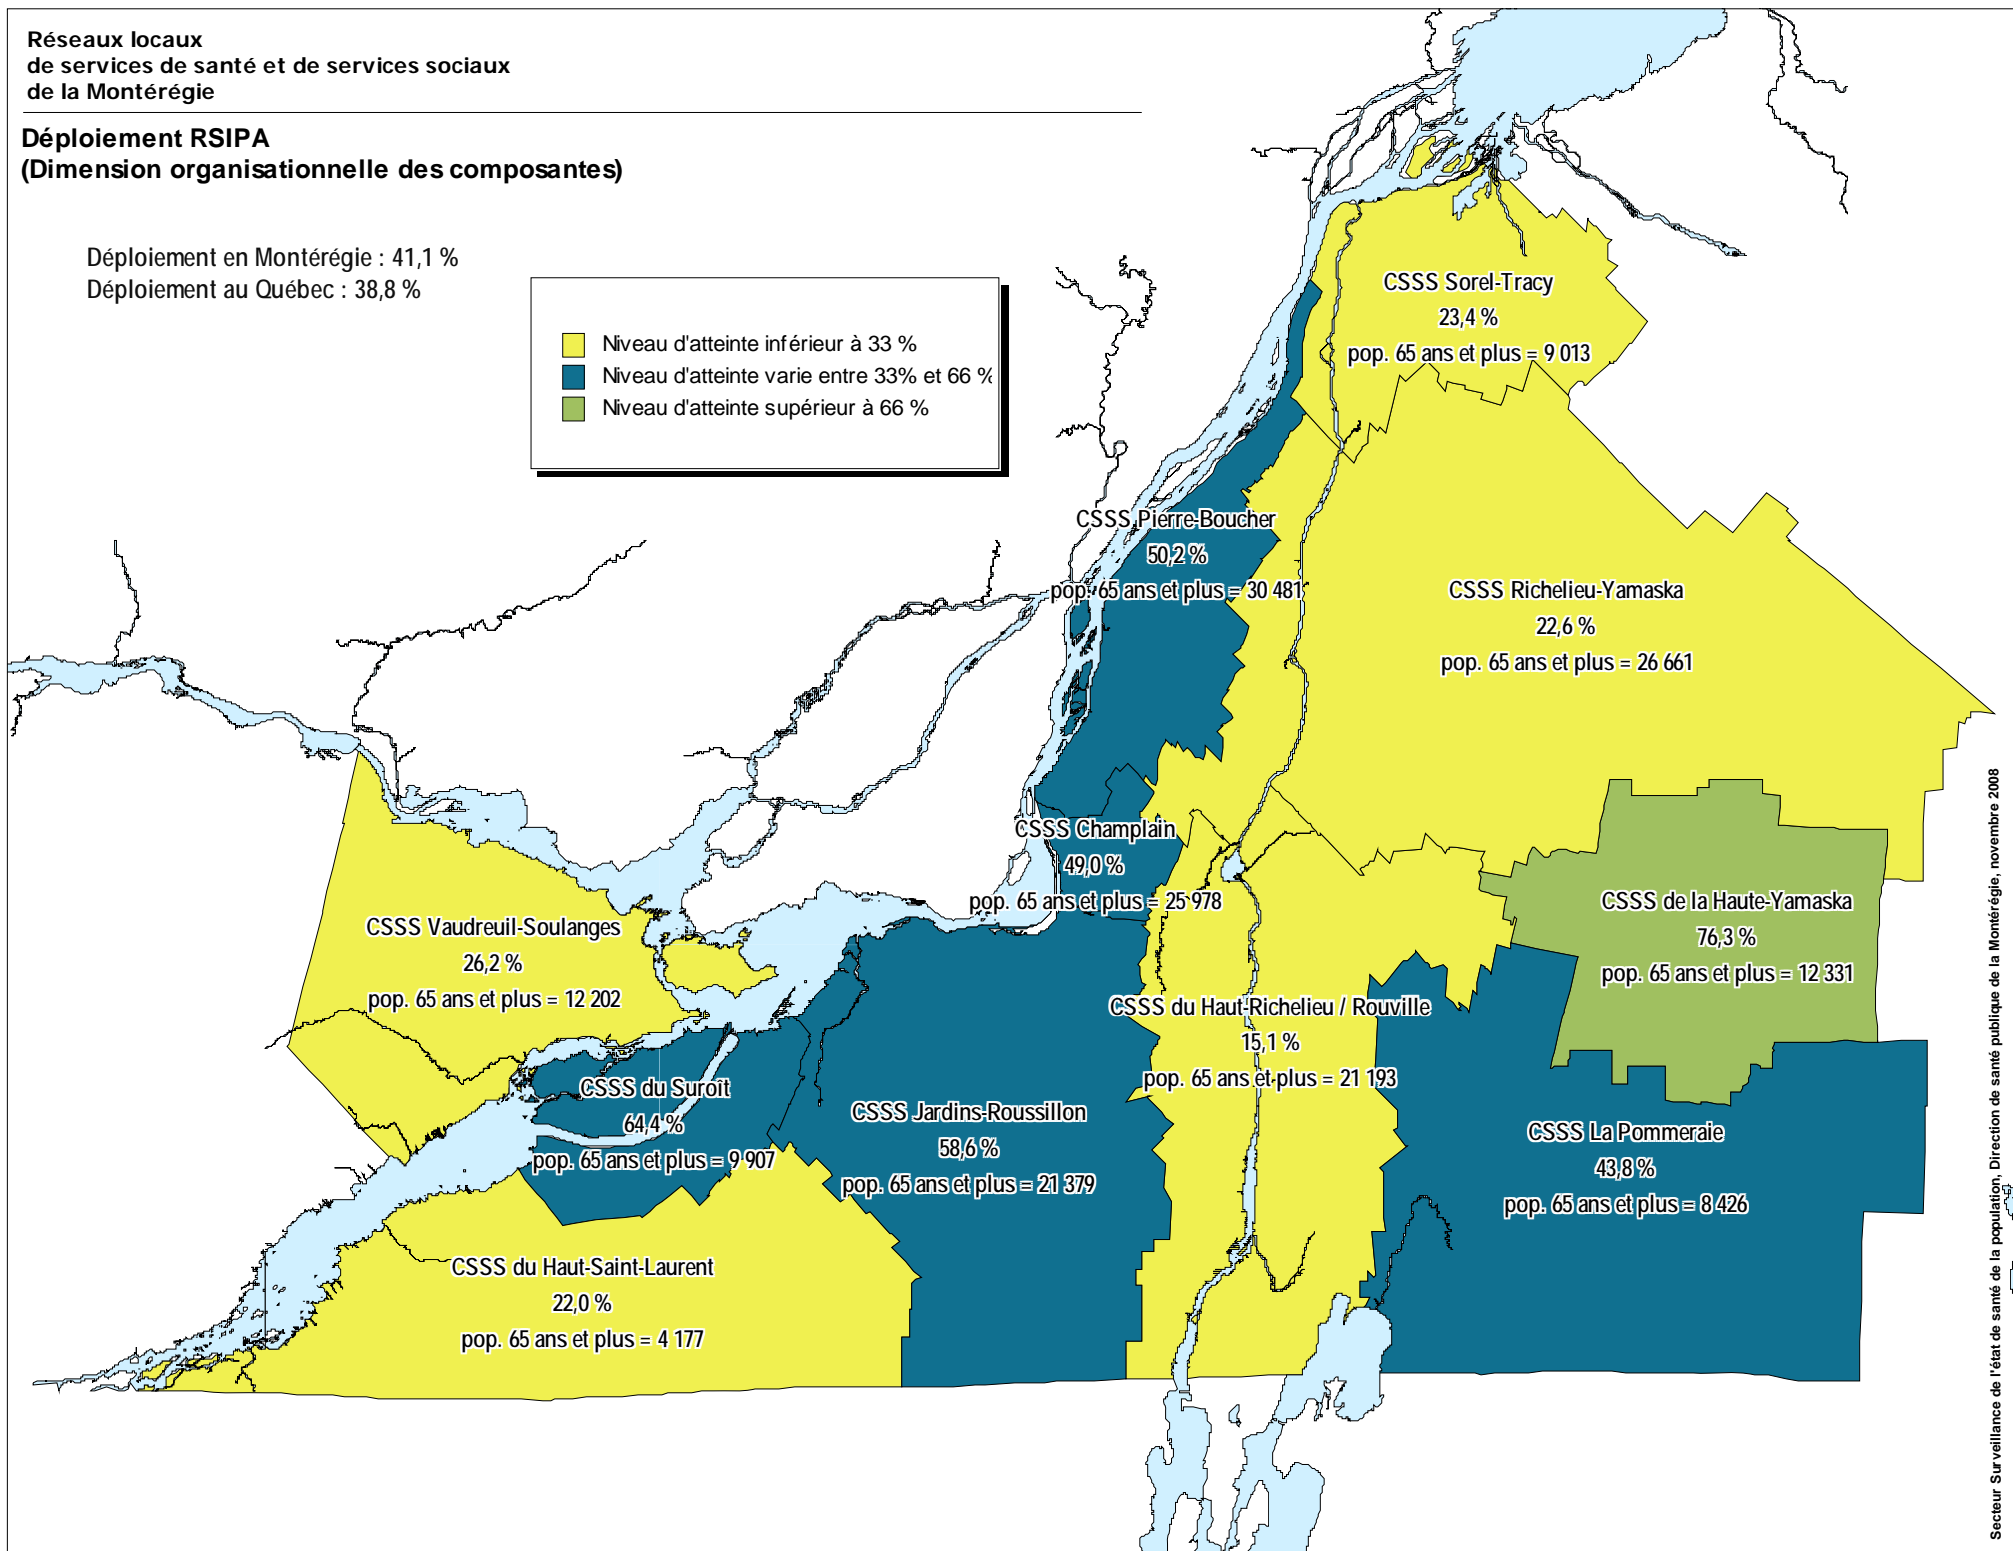 Réseaux locaux
de services de santé et de services sociaux
de la Montérégie
Déploiement RSIPA
(Dimension organisationnelle des composantes)
Déploiement en Montérégie : 41,1 %
Déploiement au Québec : 38,8 %
Niveau d'atteinte inférieur à 33 %
Niveau d'atteinte varie entre 33% et 66 %
Niveau d'atteinte supérieur à 66 %
CSSS Sorel-Tracy
23,4 %
pop. 65 ans et plus = 9 013
CSSS Pierre-Boucher
50,2 %
pop. 65 ans et plus = 30 481
CSSS Richelieu-Yamaska
22,6 %
pop. 65 ans et plus = 26 661
CSSS Champlain
49,0 %
pop. 65 ans et plus = 25 978
CSSS de la Haute-Yamaska
76,3 %
pop. 65 ans et plus = 12 331
CSSS Vaudreuil-Soulanges
26,2 %
pop. 65 ans et plus = 12 202
CSSS du Haut-Richelieu / Rouville
15,1 %
pop. 65 ans et plus = 21 193
CSSS du Suroît
64,4 %
pop. 65 ans et plus = 9 907
CSSS Jardins-Roussillon
58,6 %
pop. 65 ans et plus = 21 379
CSSS La Pommeraie
43,8 %
pop. 65 ans et plus = 8 426
CSSS du Haut-Saint-Laurent
22,0 %
pop. 65 ans et plus = 4 177
Secteur Surveillance de l'état de santé de la population, Direction de santé publique de la Montérégie, novembre 2008